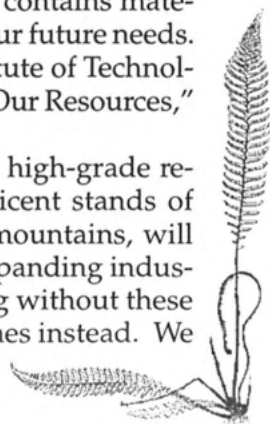 contains mate-
ur future needs.
tute of Technol-
Our Resources,"
high-grade re-
icent stands of
mountains, will
panding indus-
g without these
nes instead. We